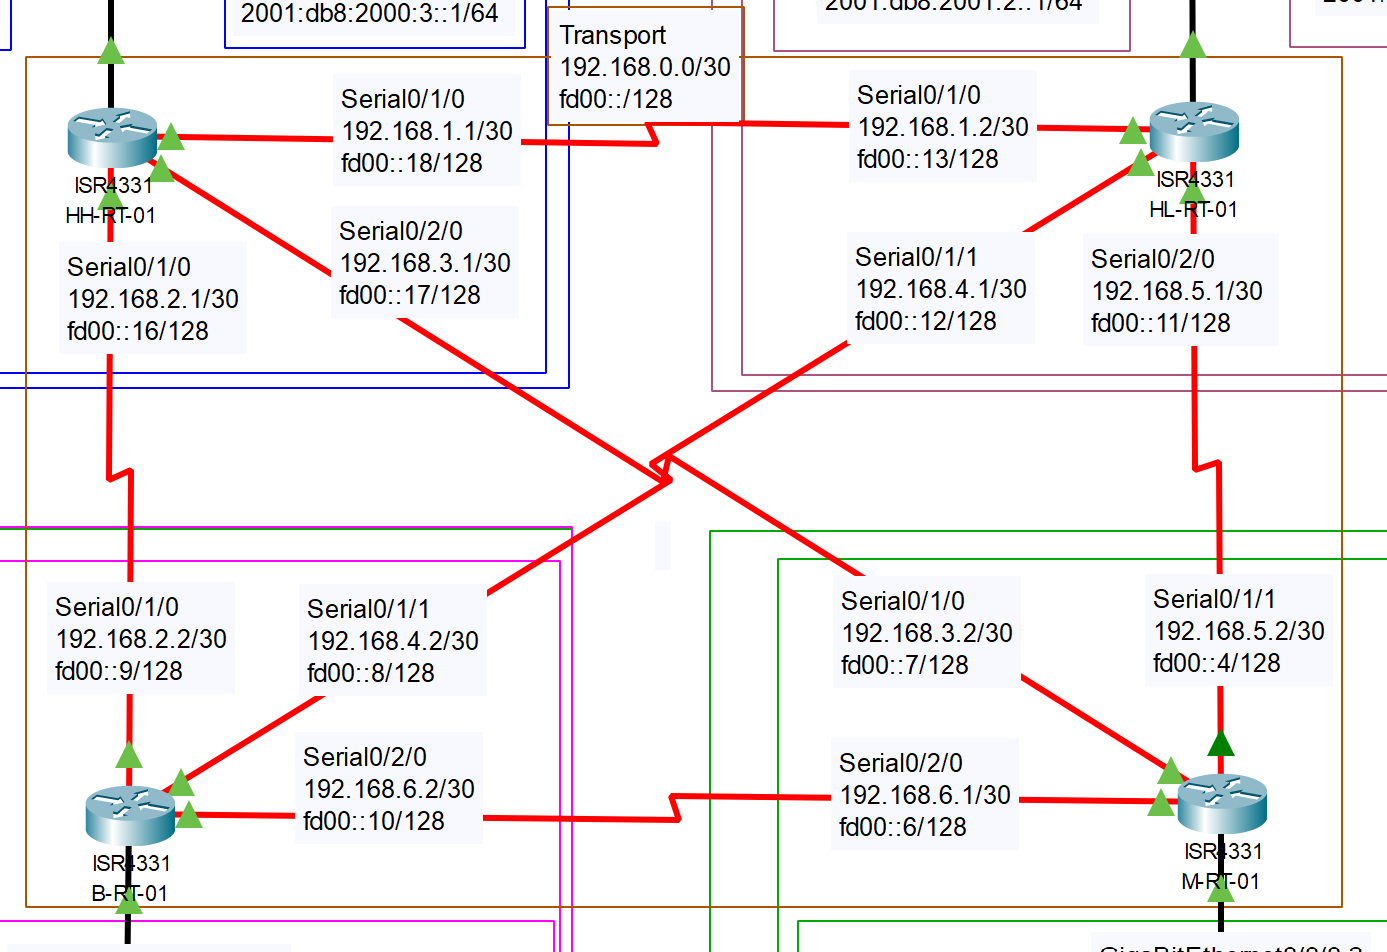 2001:db8:2000:3::1/64
2001:db8:2001:2::1/64
Transport
192.168.0.0/30
fd00::/128
Serial0/1/0
192.168.1.1/30
fd00::18/128
Serial0/1/0
192.168.1.2/30
fd00::13/128
ISR4331
HH-RT-01
ISR4331
HL-RT-01
Serial0/2/0
192.168.3.1/30
fd00::17/128
Serial0/1/0
192.168.2.1/30
fd00::16/128
Serial0/1/1
192.168.4.1/30
fd00::12/128
Serial0/2/0
192.168.5.1/30
fd00::11/128
Serial0/1/0
192.168.2.2/30
fd00::9/128
Serial0/1/1
192.168.4.2/30
fd00::8/128
Serial0/1/0
192.168.3.2/30
fd00::7/128
Serial0/1/1
192.168.5.2/30
fd00::4/128
Serial0/2/0
192.168.6.2/30
fd00::10/128
Serial0/2/0
192.168.6.1/30
fd00::6/128
ISR4331
B-RT-01
ISR4331
M-RT-01